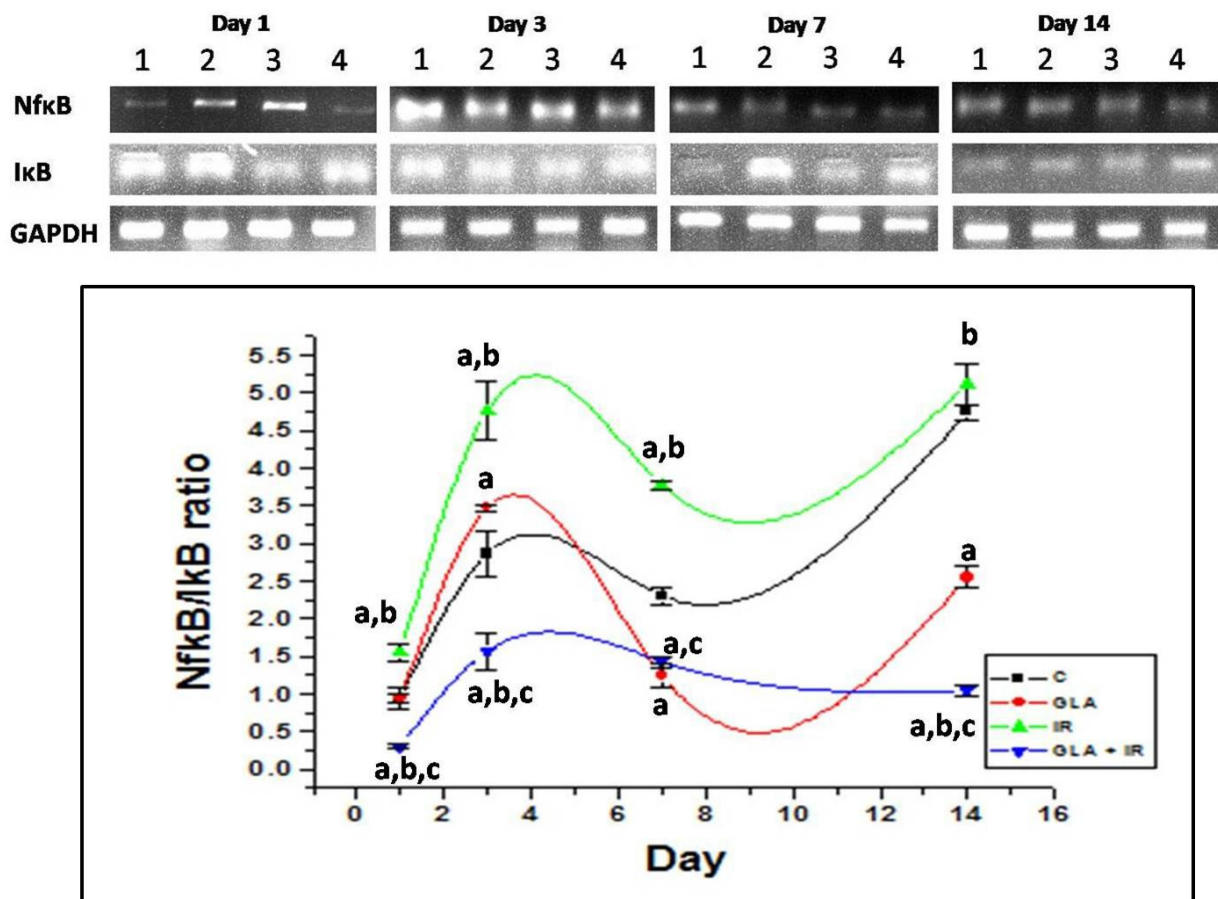 Day 1 Day 3 Day 7 Day 14
1 2 3 4 1 2 3 4 1 2 3 4 1 2 3 4
NfκB
IκB
GAPDH
b
a,b
5.5
5.0
4.5
a,b
4.0
a
3.5
3.0
a
2.5
2.0
a,b
a,c
1.5
1.0
a,b,c
a
0.5
a,b,c
0.0
a,b,c
NfkB/IkB ratio
C
GLA
IR
GLA + IR
0 2 4 6 8 10 12 14 16
Day